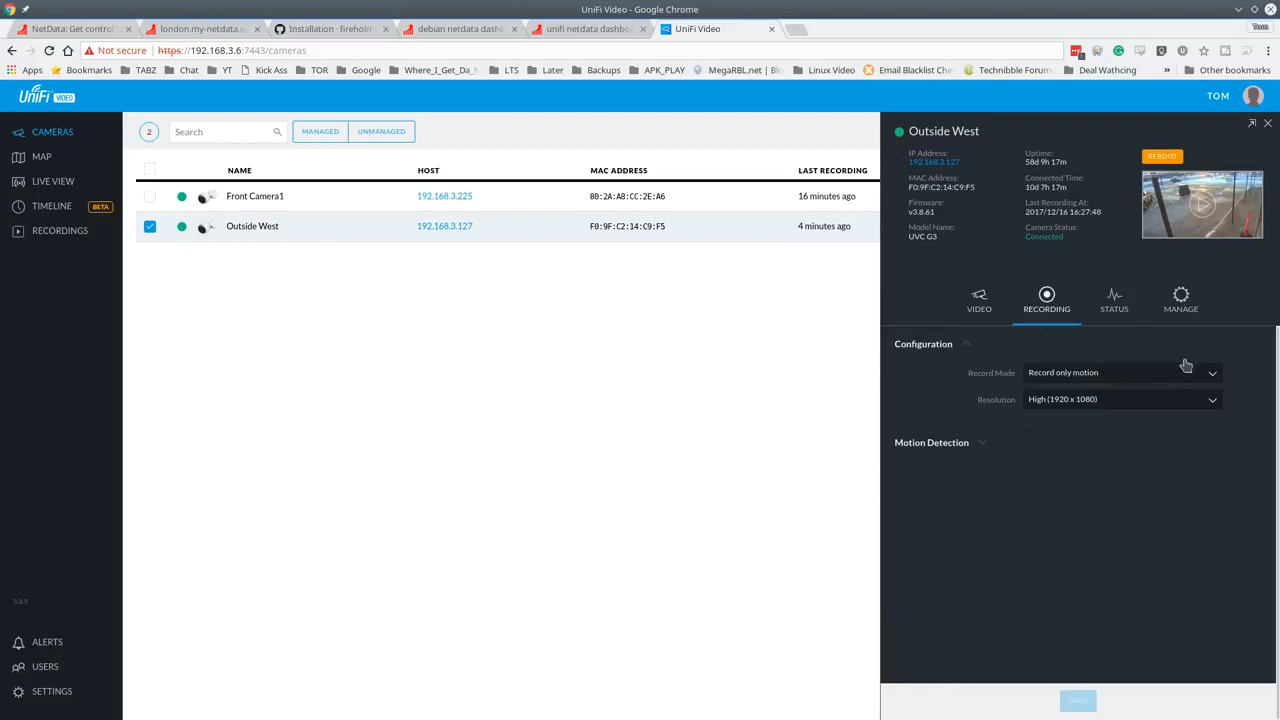 UniFi Video - Google Chrome
NetData: Get control
london.my-netdata.
Installation · firehol/
debian netdata dashb
unifi netdata dashbo
UniFi Video
Tom
Not secure
https://192.168.3.6:7443/cameras
Apps
Bookmarks
TABZ
Chat
YT
Kick Ass
TOR
Google
Where_I_Get_Da_
LTS
Later
Backups
APK_PLAY
MegaRBL.net | Bl
Linux Video
Email Blacklist Che
Technibble Forum
Deal Wathcing
»
Other bookmarks
UniFi VIDEO
TOM
CAMERAS
MAP
LIVE VIEW
TIMELINE
BETA
RECORDINGS
3.8.5
ALERTS
USERS
SETTINGS
2
Search
MANAGED
UNMANAGED
NAME
HOST
MAC ADDRESS
LAST RECORDING
Front Camera1
192.168.3.225
80:2A:A8:CC:2E:A6
16 minutes ago
Outside West
192.168.3.127
F0:9F:C2:14:C9:F5
4 minutes ago
Outside West
IP Address:
192.168.3.127
MAC Address:
F0:9F:C2:14:C9:F5
Firmware:
v3.8.61
Model Name:
UVC G3
Uptime:
58d 9h 17m
Connected Time:
10d 7h 17m
Last Recording At:
2017/12/16 16:27:48
Camera Status:
Connected
REBOOT
VIDEO
RECORDING
STATUS
MANAGE
Configuration
Record Mode
Record only motion
Resolution
High (1920 x 1080)
Motion Detection